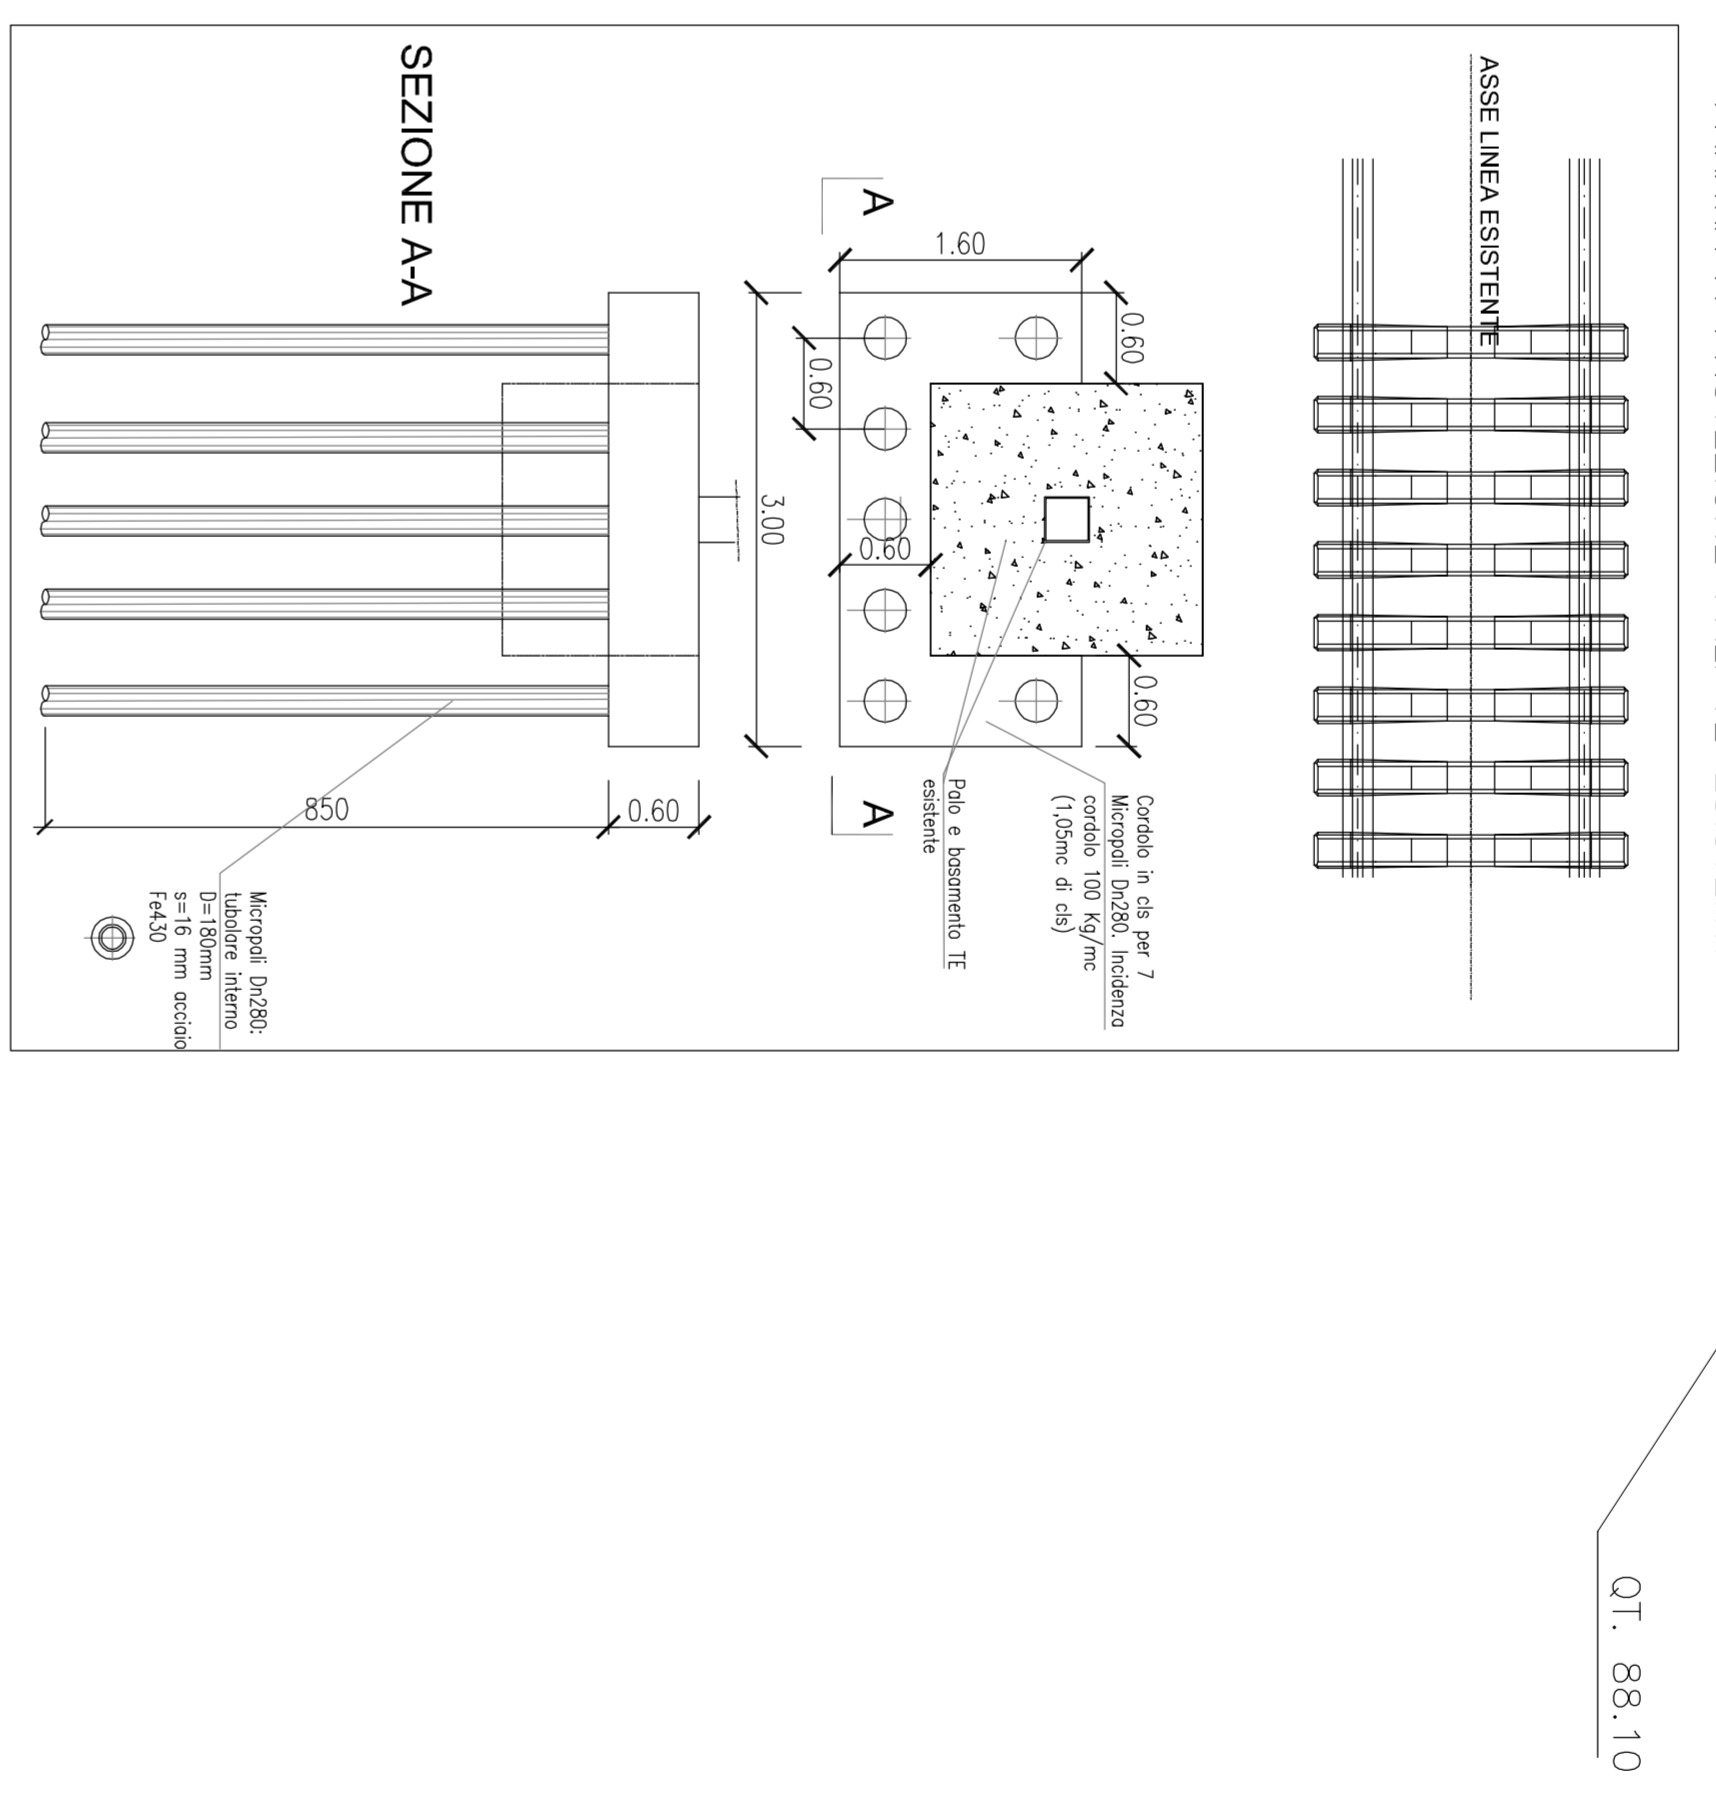 ASSE LINEA ESISTENTE
SEZIONE A-A
A
1.60
0.60
0.60
3.00
0.60
0.60
A
850
0.60
Cordolo in cls per 7
Micropali Dn280. Incidenza
cordolo 100 Kg/mc
(1,05mc di cls)
Palo e basamento TE
esistente
Micropali Dn280:
tubolare interno
D=180mm
s=16 mm acciaio
Fe430
QT. 88.10